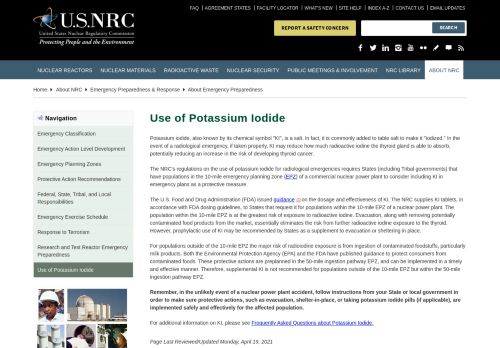 FAQ | AGREEMENT STATES | FACILITY LOCATOR | WHAT'S NEW | SITE HELP | INDEX A-Z | CONTACT US | EMAIL UPDATES
U.S.NRC
United States Nuclear Regulatory Commission
Protecting People and the Environment
REPORT A SAFETY CONCERN
SEARCH
NUCLEAR REACTORS NUCLEAR MATERIALS RADIOACTIVE WASTE NUCLEAR SECURITY PUBLIC MEETINGS & INVOLVEMENT NRC LIBRARY ABOUT NRC
Home > About NRC > Emergency Preparedness & Response > About Emergency Preparedness
Navigation
Emergency Classification
Emergency Action Level Development
Emergency Planning Zones
Protective Action Recommendations
Federal, State, Tribal, and Local
Responsibilities
Emergency Exercise Schedule
Response to Terrorism
Research and Test Reactor Emergency
Preparedness
Use of Potassium Iodide
Use of Potassium Iodide
Potassium iodide, also known by its chemical symbol "KI", is a salt. In fact, it is commonly added to table salt to make it "iodized." In the
event of a radiological emergency, if taken properly, KI may reduce how much radioactive iodine the thyroid gland is able to absorb,
potentially reducing an increase in the risk of developing thyroid cancer.
The NRC's regulations on the use of potassium iodide for radiological emergencies requires States (including Tribal governments) that
have populations in the 10-mile emergency planning zone (EPZ) of a commercial nuclear power plant to consider including KI in
emergency plans as a protective measure.
The U.S. Food and Drug Administration (FDA) issued guidance on the dosage and effectiveness of KI. The NRC supplies KI tablets, in
accordance with FDA dosing guidelines, to States that request it for populations within the 10-mile EPZ of a nuclear power plant. The
population within the 10-mile EPZ is at the greatest risk of exposure to radioactive iodine. Evacuation, along with removing potentially
contaminated food products from the market, essentially eliminates the risk from further radioactive iodine exposure to the thyroid.
However, prophylactic use of KI may be recommended by States as a supplement to evacuation or sheltering in place.
For populations outside of the 10-mile EPZ the major risk of radioiodine exposure is from ingestion of contaminated foodstuffs, particularly
milk products. Both the Environmental Protection Agency (EPA) and the FDA have published guidance to protect consumers from
contaminated foods. These protective actions are preplanned in the 50-mile ingestion pathway EPZ, and can be implemented in a timely
and effective manner. Therefore, supplemental KI is not recommended for populations outside of the 10-mile EPZ but within the 50-mile
ingestion pathway EPZ.
Remember, in the unlikely event of a nuclear power plant accident, follow instructions from your State or local government in
order to make sure protective actions, such as evacuation, shelter-in-place, or taking potassium iodide pills (if applicable), are
implemented safely and effectively for the affected population.
For additional information on KI, please see Frequently Asked Questions about Potassium Iodide.
Page Last Reviewed/Updated Monday, April 19, 2021